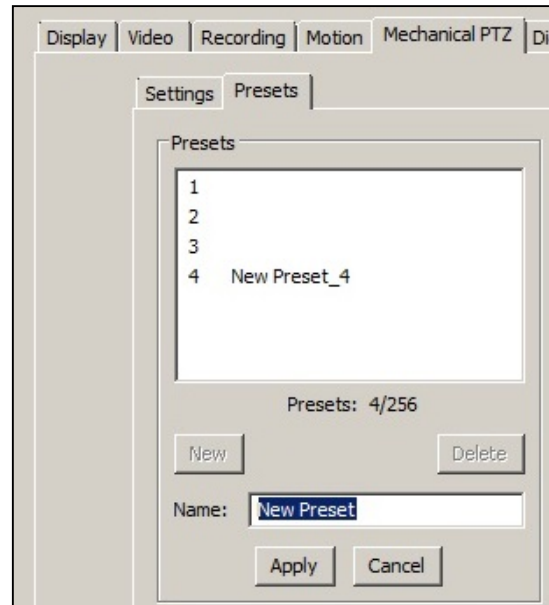 Display Video Recording Motion Mechanical PTZ Di
Settings Presets
Presets
1
2
3
4 New Preset_4
Presets: 4/256
New Delete
Name: New Preset
Apply Cancel